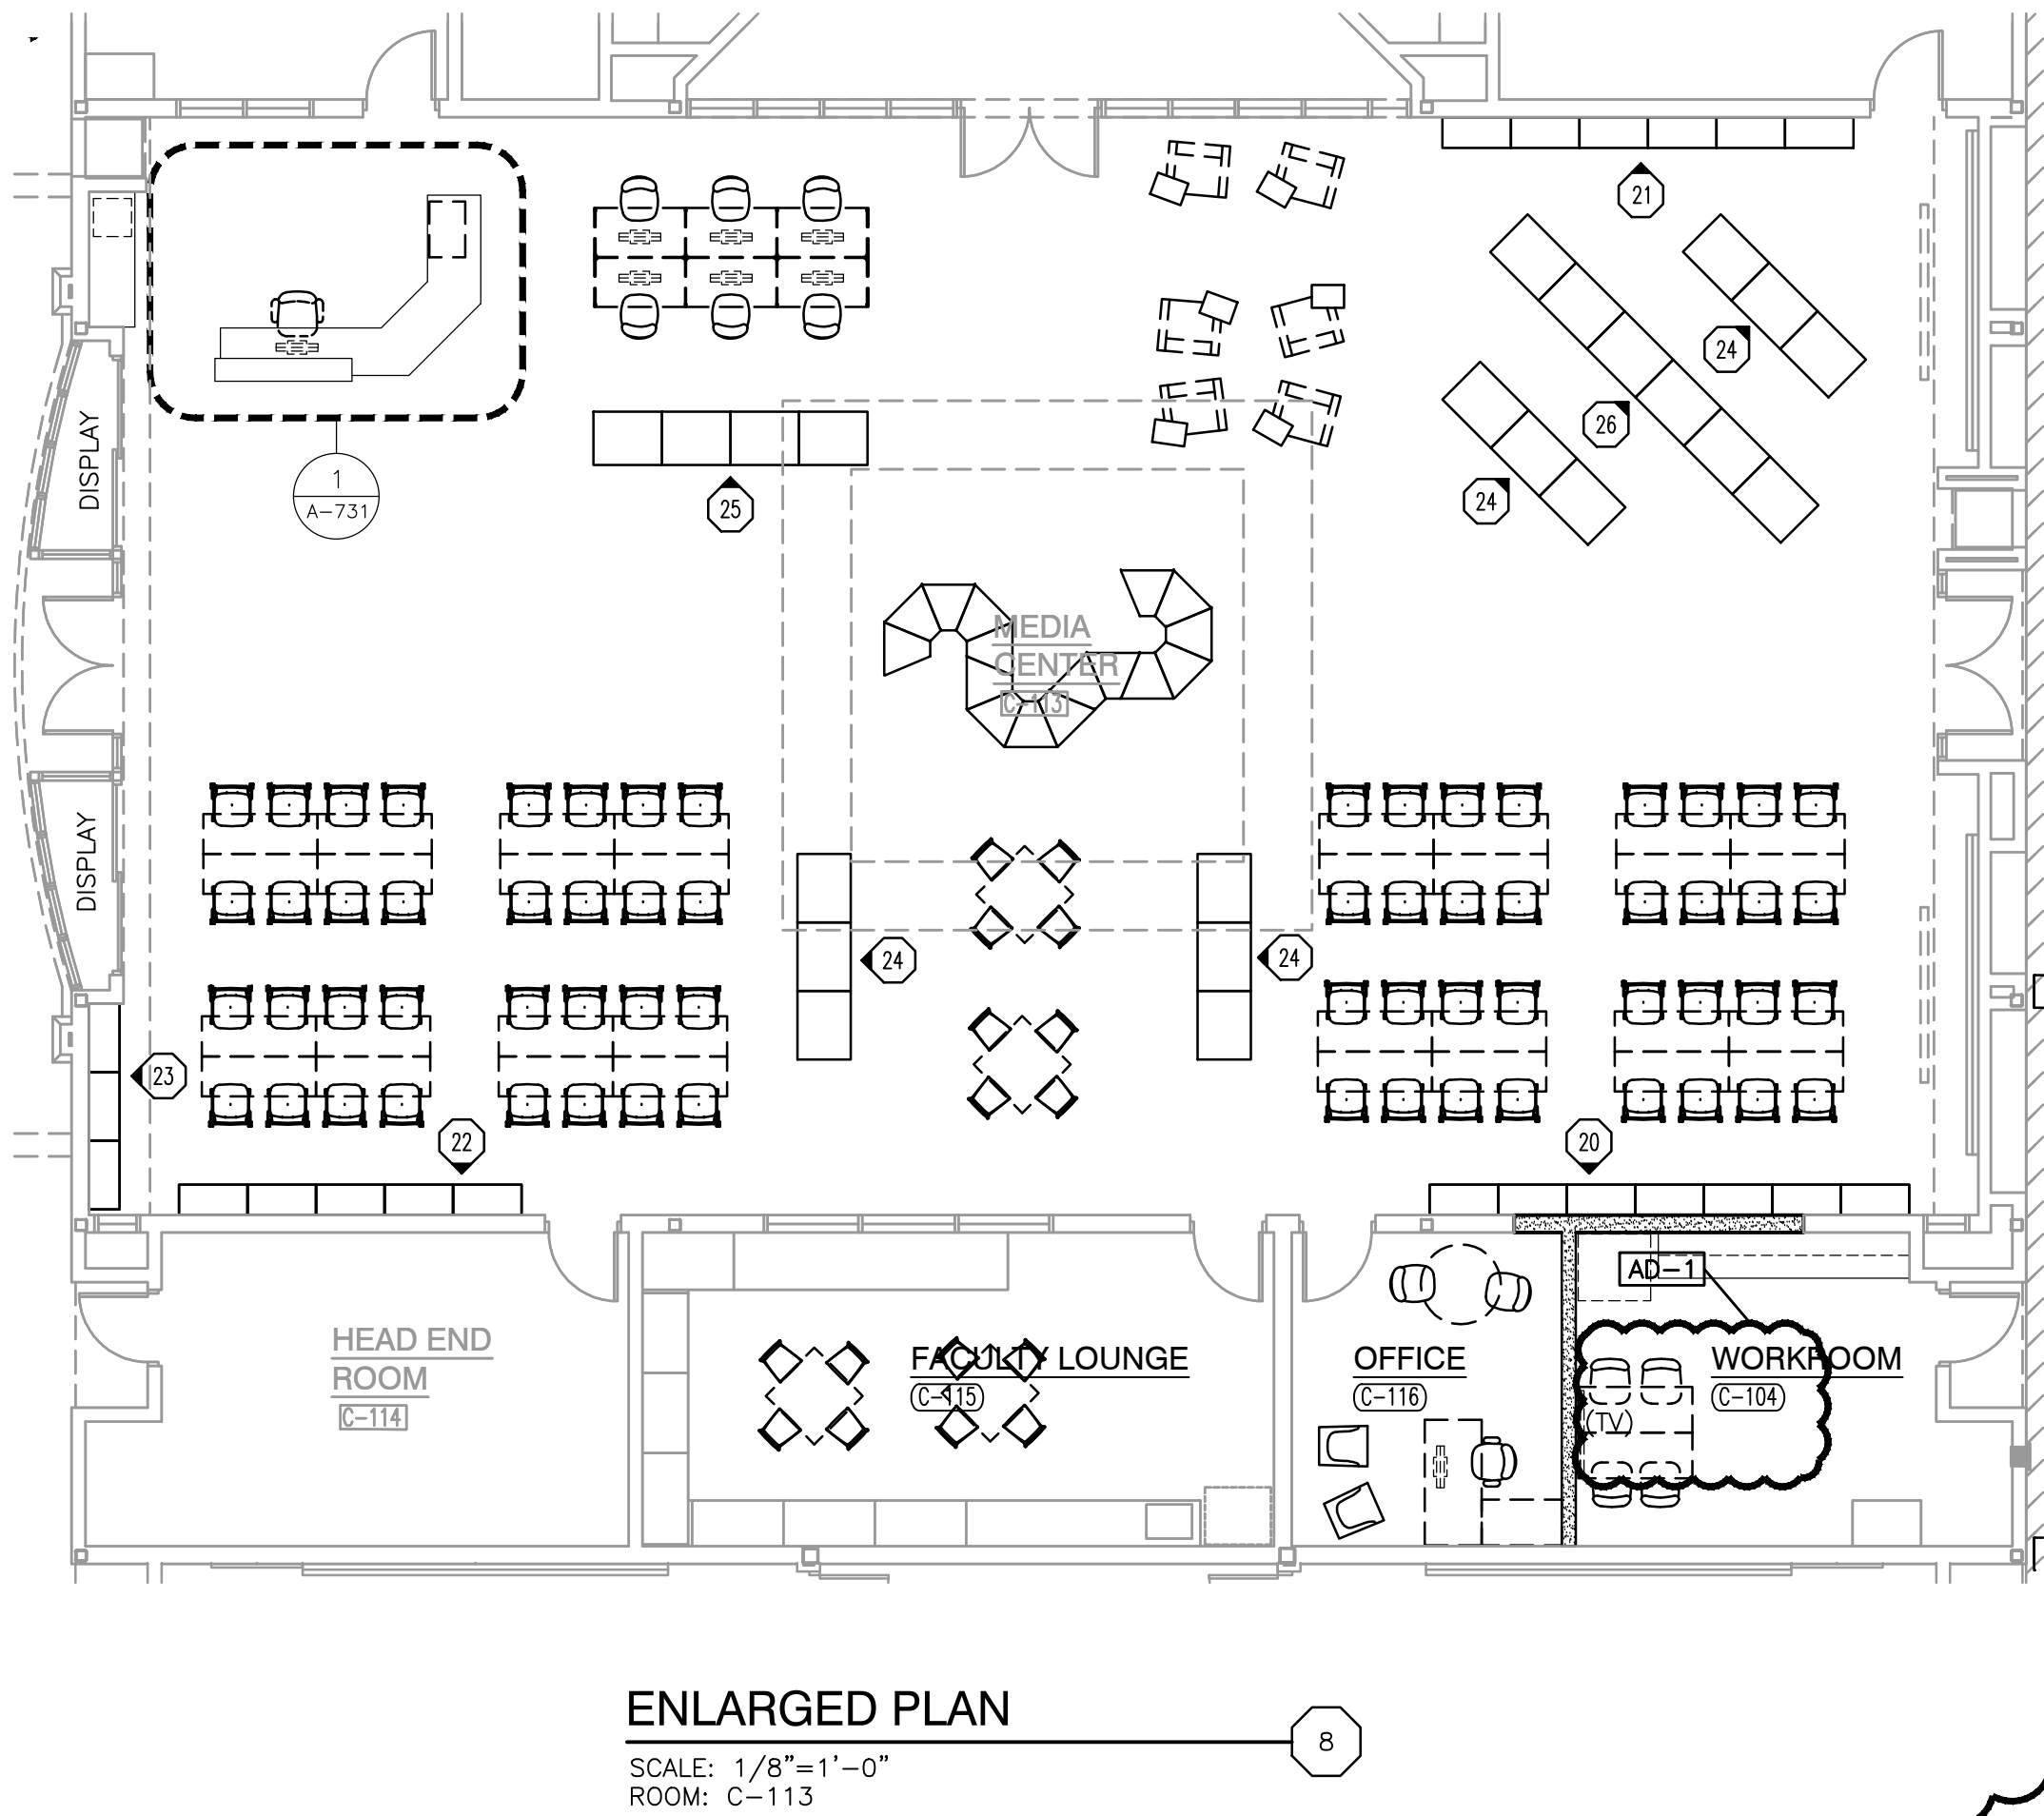 21
24
26
24
DISPLAY
1
A-731
25
MEDIA
CENTER
C-113
DISPLAY
24
24
23
22
20
AD-1
HEAD END
ROOM
C-114
FACULTY LOUNGE
C-115
OFFICE
C-116
WORKROOM
C-104
(TV)
ENLARGED PLAN
8
SCALE: 1/8"=1'-0"
ROOM: C-113